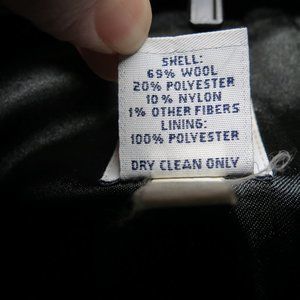 SHELL:
69% WOOL
20% POLYESTER
10% NYLON
1% OTHER FIBERS
LINING:
100% POLYESTER
DRY CLEAN ONLY